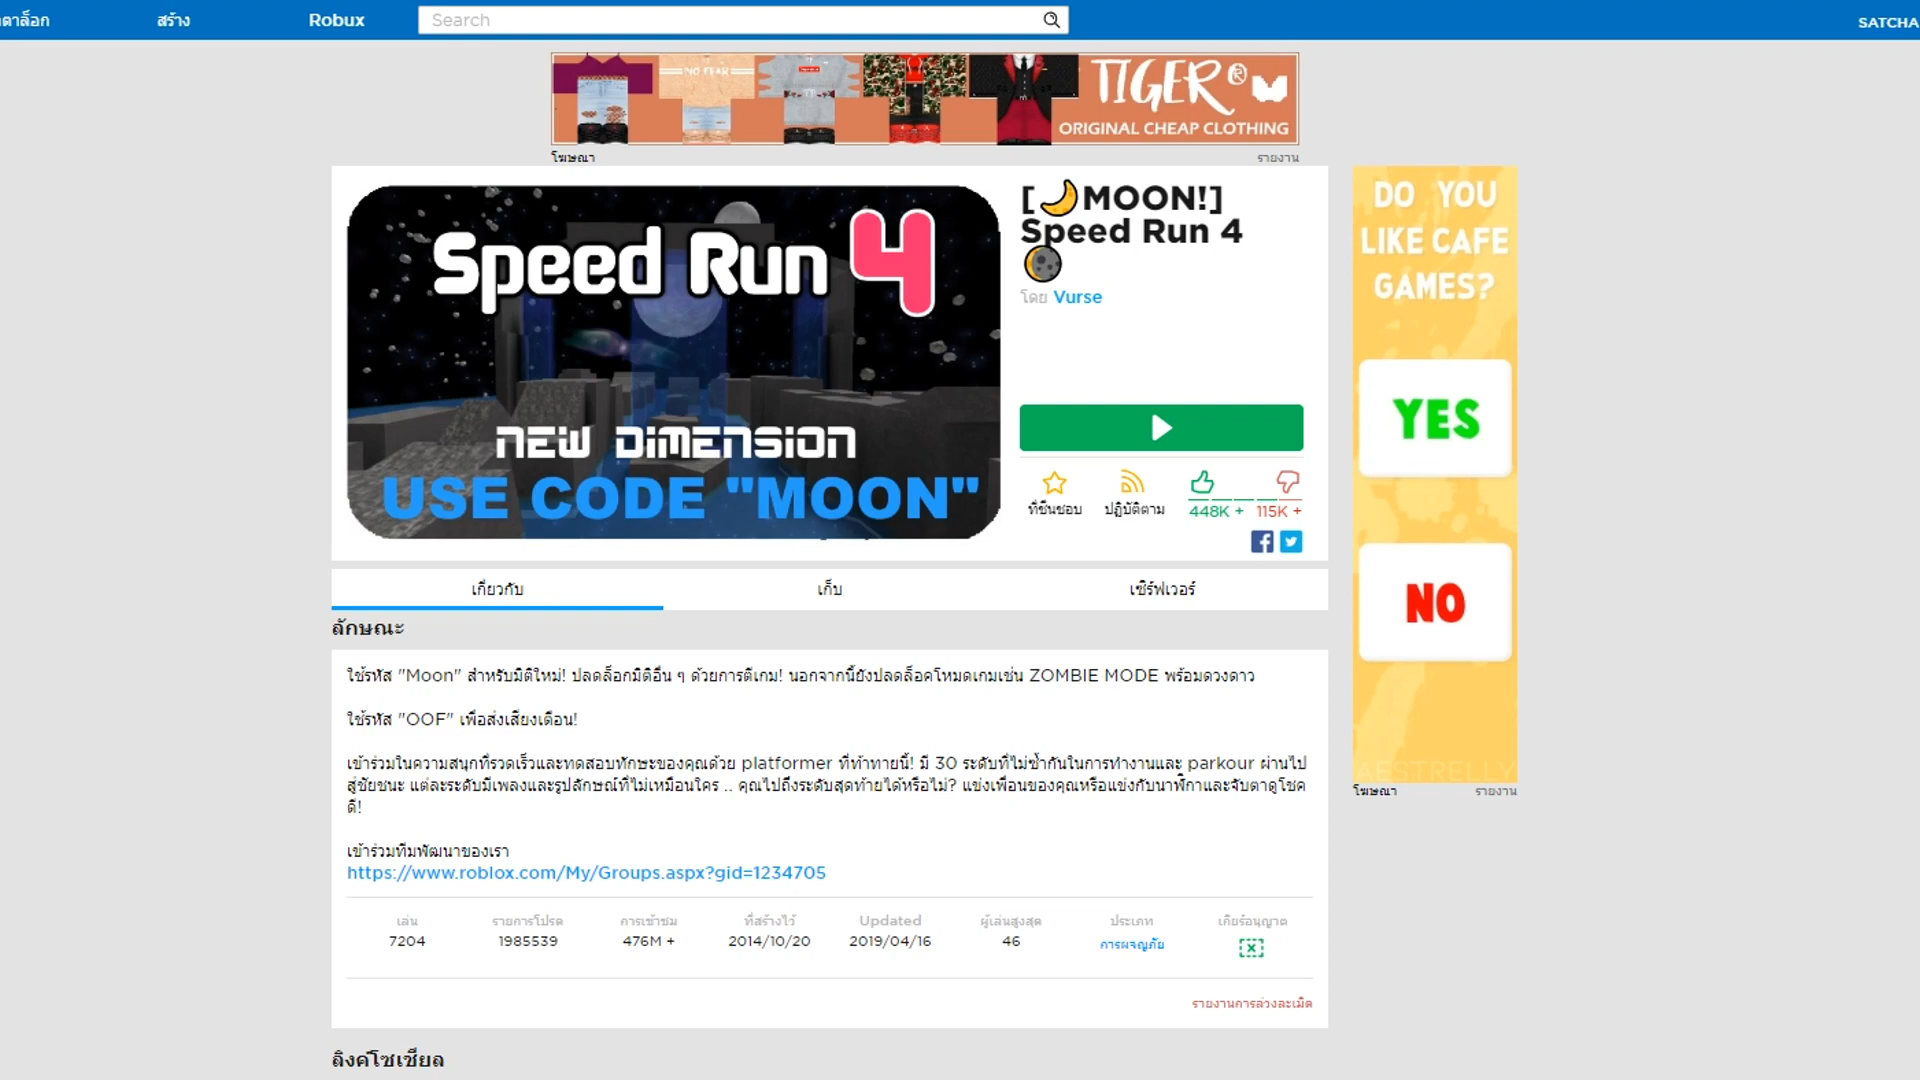 ตาล็อก สร้าง Robux Search SATCHA
NO FEAR
TIGER®
ORIGINAL CHEAP CLOTHING
โฆษณา รายงาน
Speed Run 4
NEW DIMENSION
USE CODE "MOON"
[🌙MOON!]
Speed Run 4
🌘
โดย Vurse
ที่ชื่นชอบ ปฏิบัติตาม 448K + 115K +
DO YOU
LIKE CAFE
GAMES?
YES
NO
AESTRELLY
โฆษณา รายงาน
เกี่ยวกับ เก็บ เซิร์ฟเวอร์
ลักษณะ
ใช้รหัส "Moon" สำหรับมิติใหม่! ปลดล็อกมิติอื่น ๆ ด้วยการตีเกม! นอกจากนี้ยังปลดล็อคโหมดเกมเช่น ZOMBIE MODE พร้อมดวงดาว
ใช้รหัส "OOF" เพื่อส่งเสียงเตือน!
เข้าร่วมในความสนุกที่รวดเร็วและทดสอบทักษะของคุณด้วย platformer ที่ท้าทายนี้! มี 30 ระดับที่ไม่ซ้ำกันในการทำงานและ parkour ผ่านไป
สู่ชัยชนะ แต่ละระดับมีเพลงและรูปลักษณ์ที่ไม่เหมือนใคร .. คุณไปถึงระดับสุดท้ายได้หรือไม่? แข่งเพื่อนของคุณหรือแข่งกับนาฬิกาและจับตาดูโชค
ดี!
เข้าร่วมทีมพัฒนาของเรา
https://www.roblox.com/My/Groups.aspx?gid=1234705
เล่น รายการโปรด การเข้าชม ที่สร้างไว้ Updated ผู้เล่นสูงสุด ประเภท เกียร์อนุญาต
7204 1985539 476M + 2014/10/20 2019/04/16 46 การผจญภัย
รายงานการล่วงละเมิด
ลิงค์โซเชียล